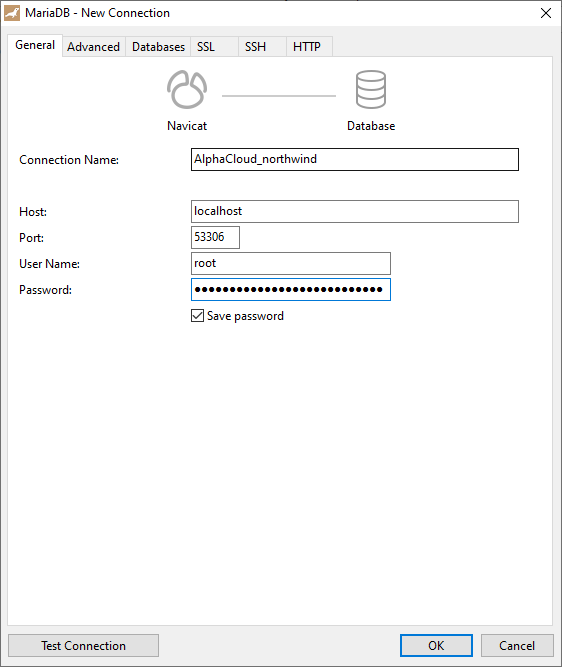 MariaDB - New Connection
General Advanced Databases SSL SSH HTTP
Navicat Database
Connection Name: AlphaCloud_northwind
Host: localhost
Port: 53306
User Name: root
Password: ●●●●●●●●●●●●●●●●●●●●●●●●●●●
Save password
Test Connection OK Cancel